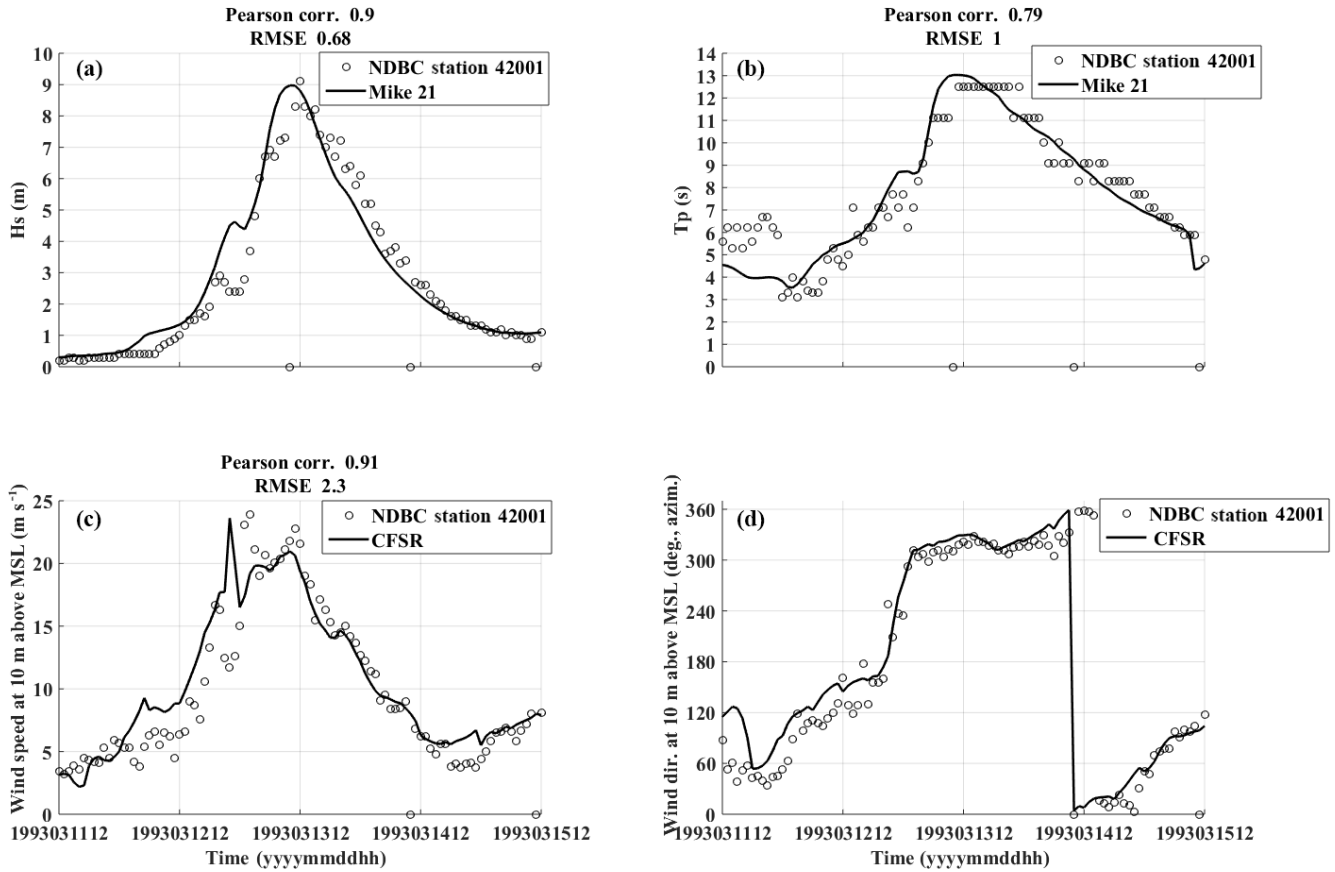 Pearson corr. 0.9
RMSE 0.68
(a)
NDBC station 42001
Mike 21
10
9
8
7
6
5
4
3
2
1
0
Hs (m)
Pearson corr. 0.79
RMSE 1
(b)
NDBC station 42001
Mike 21
14
13
12
11
10
9
8
7
6
5
4
3
2
1
0
Tp (s)
Pearson corr. 0.91
RMSE 2.3
(c)
NDBC station 42001
CFSR
25
20
15
10
5
0
Wind speed at 10 m above MSL (m s⁻¹)
1993031112 1993031212 1993031312 1993031412 1993031512
Time (yyyymmddhh)
(d)
NDBC station 42001
CFSR
360
300
240
180
120
60
0
Wind dir. at 10 m above MSL (deg., azim.)
1993031112 1993031212 1993031312 1993031412 1993031512
Time (yyyymmddhh)